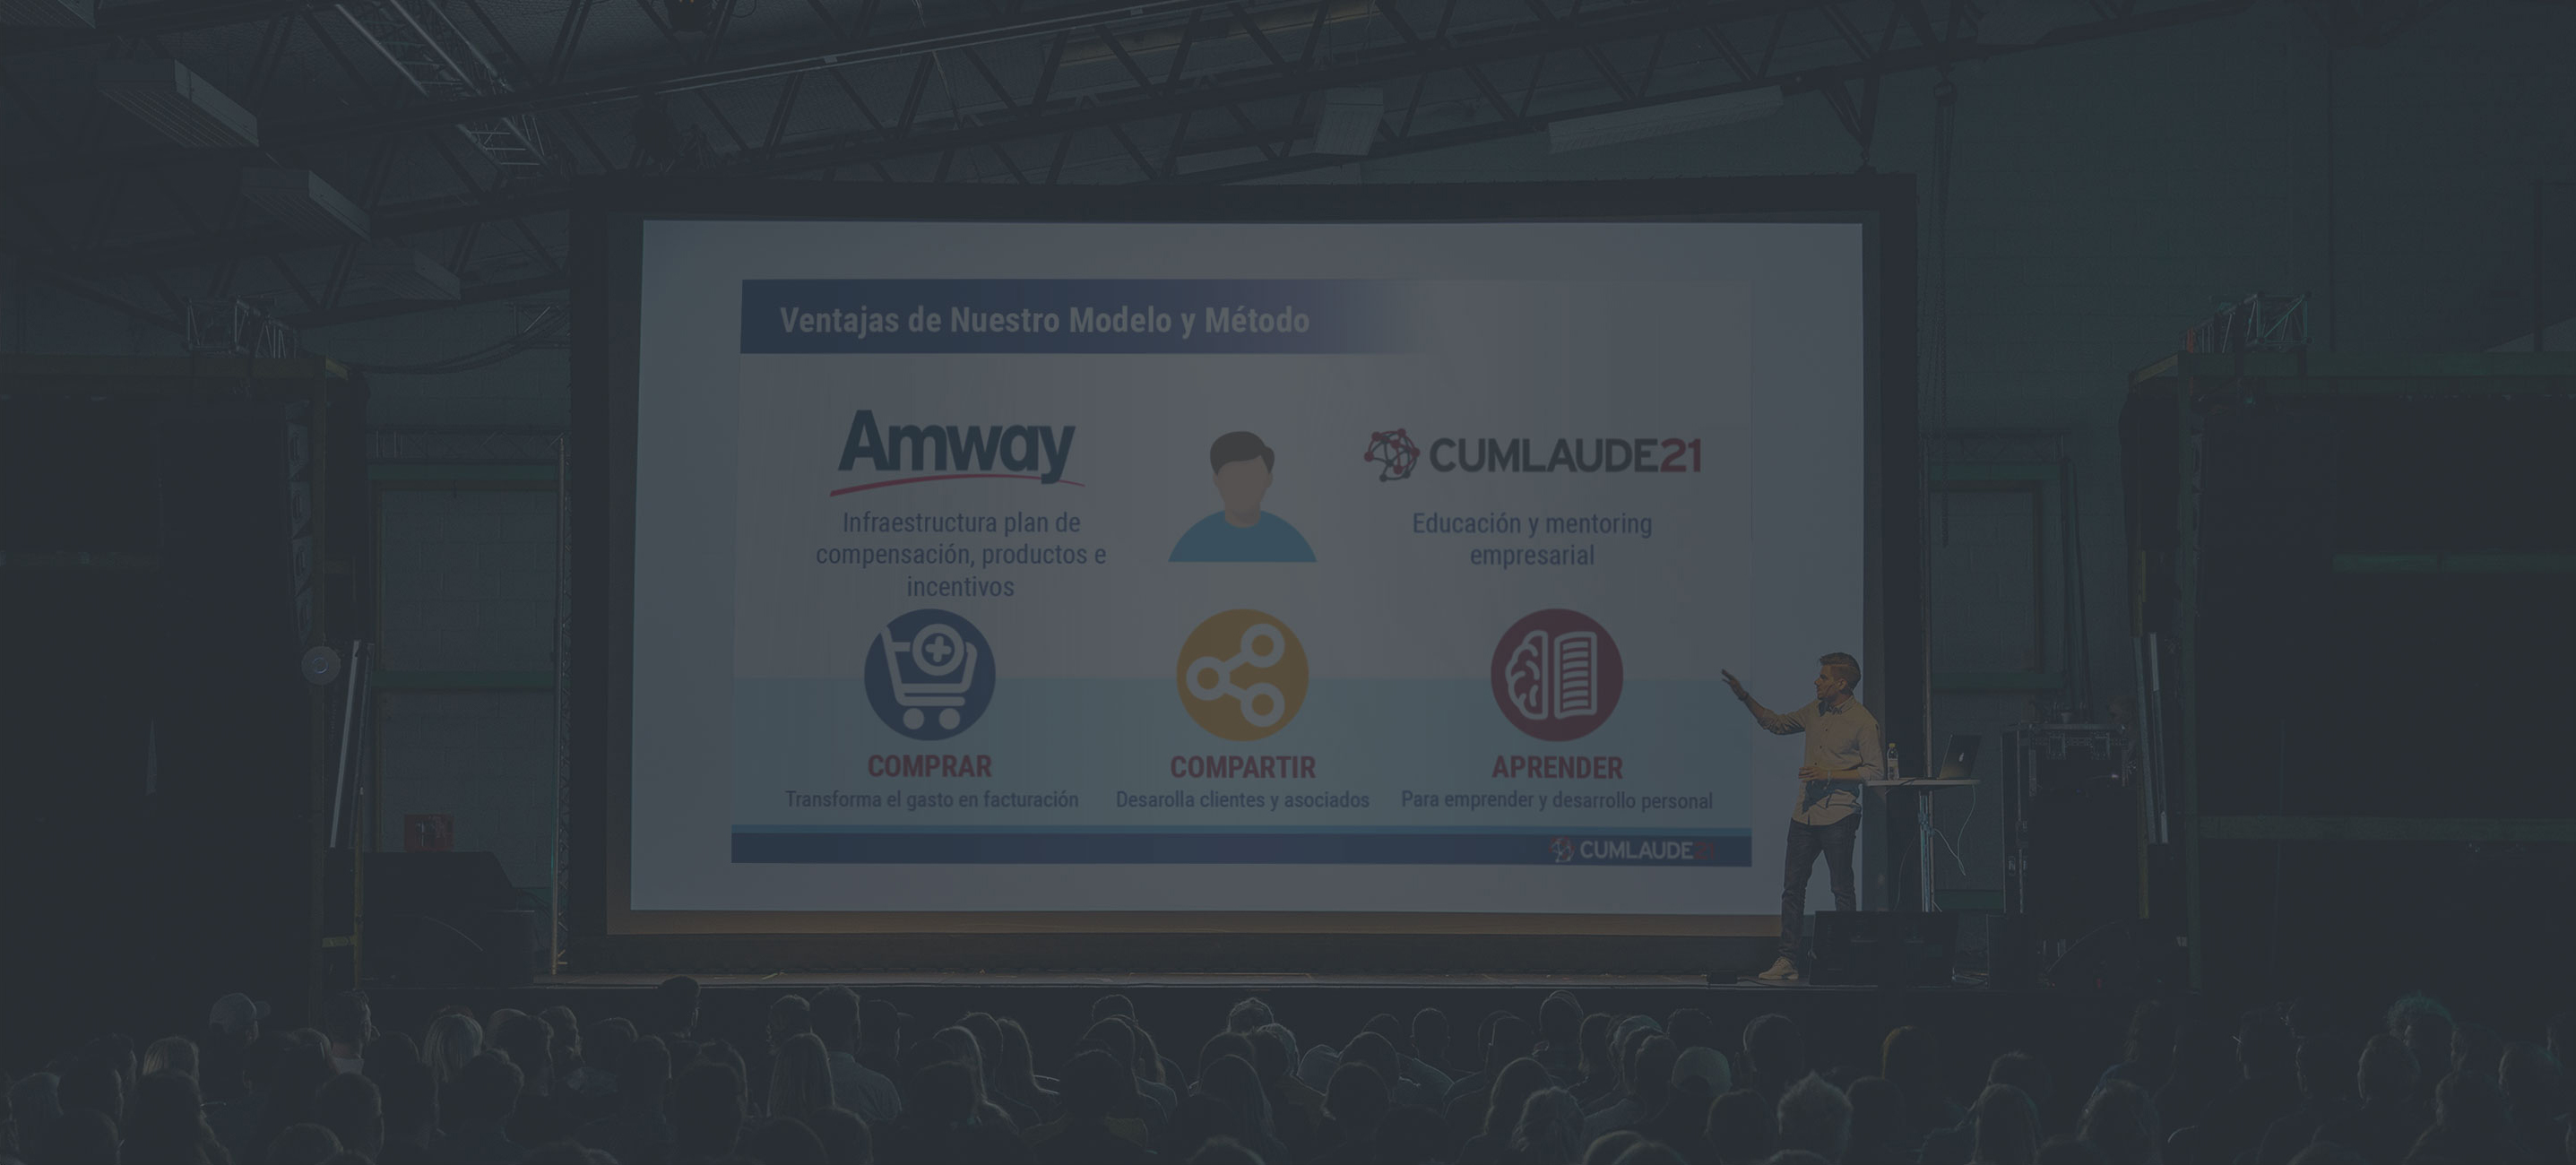 Ventajas de Nuestro Modelo y Método
Amway
CUMLAUDE21
Infraestructura plan de
compensación, productos e
incentivos
Educación y mentoring
empresarial
COMPRAR
COMPARTIR
APRENDER
Transforma el gasto en facturación
Desarolla clientes y asociados
Para emprender y desarrollo personal
CUMLAUDE21